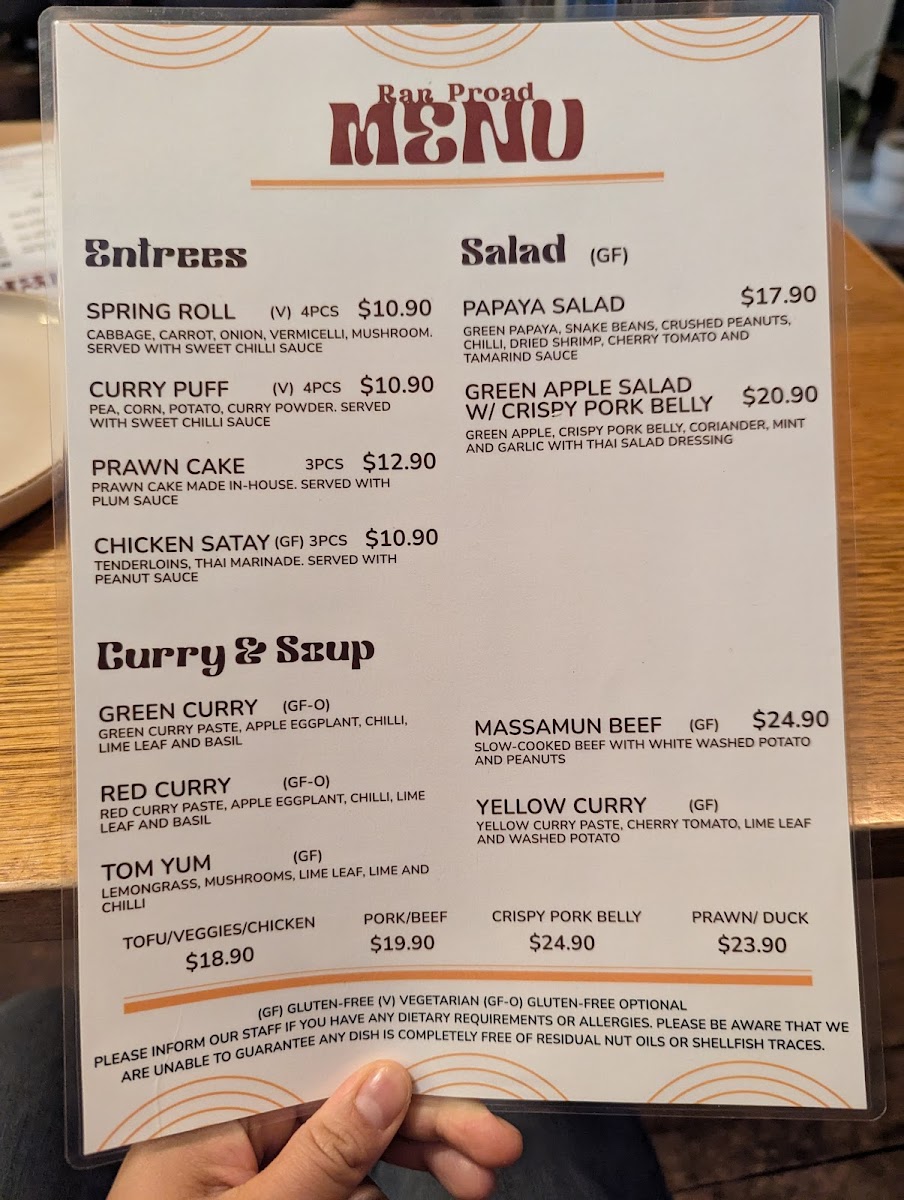 Ran Proad
MENU
Entrees
SPRING ROLL (V) 4PCS $10.90
CABBAGE, CARROT, ONION, VERMICELLI, MUSHROOM.
SERVED WITH SWEET CHILLI SAUCE
CURRY PUFF (V) 4PCS $10.90
PEA, CORN, POTATO, CURRY POWDER. SERVED
WITH SWEET CHILLI SAUCE
PRAWN CAKE 3PCS $12.90
PRAWN CAKE MADE IN-HOUSE. SERVED WITH
PLUM SAUCE
CHICKEN SATAY (GF) 3PCS $10.90
TENDERLOINS, THAI MARINADE. SERVED WITH
PEANUT SAUCE
Salad (GF)
PAPAYA SALAD $17.90
GREEN PAPAYA, SNAKE BEANS, CRUSHED PEANUTS,
CHILLI, DRIED SHRIMP, CHERRY TOMATO AND
TAMARIND SAUCE
GREEN APPLE SALAD
W/ CRISPY PORK BELLY $20.90
GREEN APPLE, CRISPY PORK BELLY, CORIANDER, MINT
AND GARLIC WITH THAI SALAD DRESSING
Curry & Soup
GREEN CURRY (GF-O)
GREEN CURRY PASTE, APPLE EGGPLANT, CHILLI,
LIME LEAF AND BASIL
RED CURRY (GF-O)
RED CURRY PASTE, APPLE EGGPLANT, CHILLI, LIME
LEAF AND BASIL
TOM YUM (GF)
LEMONGRASS, MUSHROOMS, LIME LEAF, LIME AND
CHILLI
MASSAMUN BEEF (GF) $24.90
SLOW-COOKED BEEF WITH WHITE WASHED POTATO
AND PEANUTS
YELLOW CURRY (GF)
YELLOW CURRY PASTE, CHERRY TOMATO, LIME LEAF
AND WASHED POTATO
TOFU/VEGGIES/CHICKEN PORK/BEEF CRISPY PORK BELLY PRAWN/ DUCK
$18.90 $19.90 $24.90 $23.90
(GF) GLUTEN-FREE (V) VEGETARIAN (GF-O) GLUTEN-FREE OPTIONAL
PLEASE INFORM OUR STAFF IF YOU HAVE ANY DIETARY REQUIREMENTS OR ALLERGIES. PLEASE BE AWARE THAT WE
ARE UNABLE TO GUARANTEE ANY DISH IS COMPLETELY FREE OF RESIDUAL NUT OILS OR SHELLFISH TRACES.